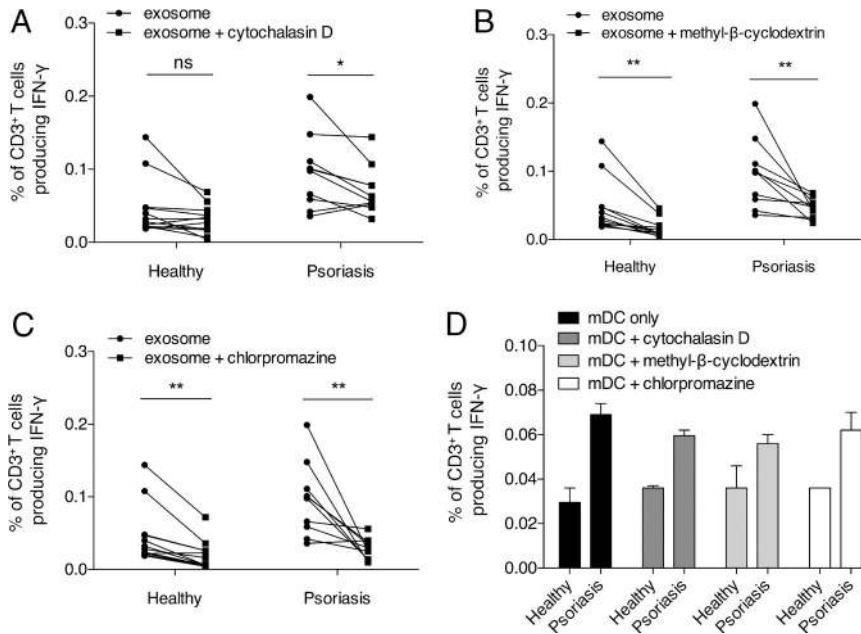 A
exosome
exosome + cytochalasin D
% of CD3⁺ T cells
producing IFN-γ
0.3
0.2
0.1
0.0
ns
*
Healthy
Psoriasis
B
exosome
exosome + methyl-β-cyclodextrin
% of CD3⁺ T cells
producing IFN-γ
0.3
0.2
0.1
0.0
**
**
Healthy
Psoriasis
C
exosome
exosome + chlorpromazine
% of CD3⁺ T cells
producing IFN-γ
0.3
0.2
0.1
0.0
**
**
Healthy
Psoriasis
D
mDC only
mDC + cytochalasin D
mDC + methyl-β-cyclodextrin
mDC + chlorpromazine
% of CD3⁺ T cells
producing IFN-γ
0.10
0.08
0.06
0.04
0.02
0.00
Healthy
Psoriasis
Healthy
Psoriasis
Healthy
Psoriasis
Healthy
Psoriasis